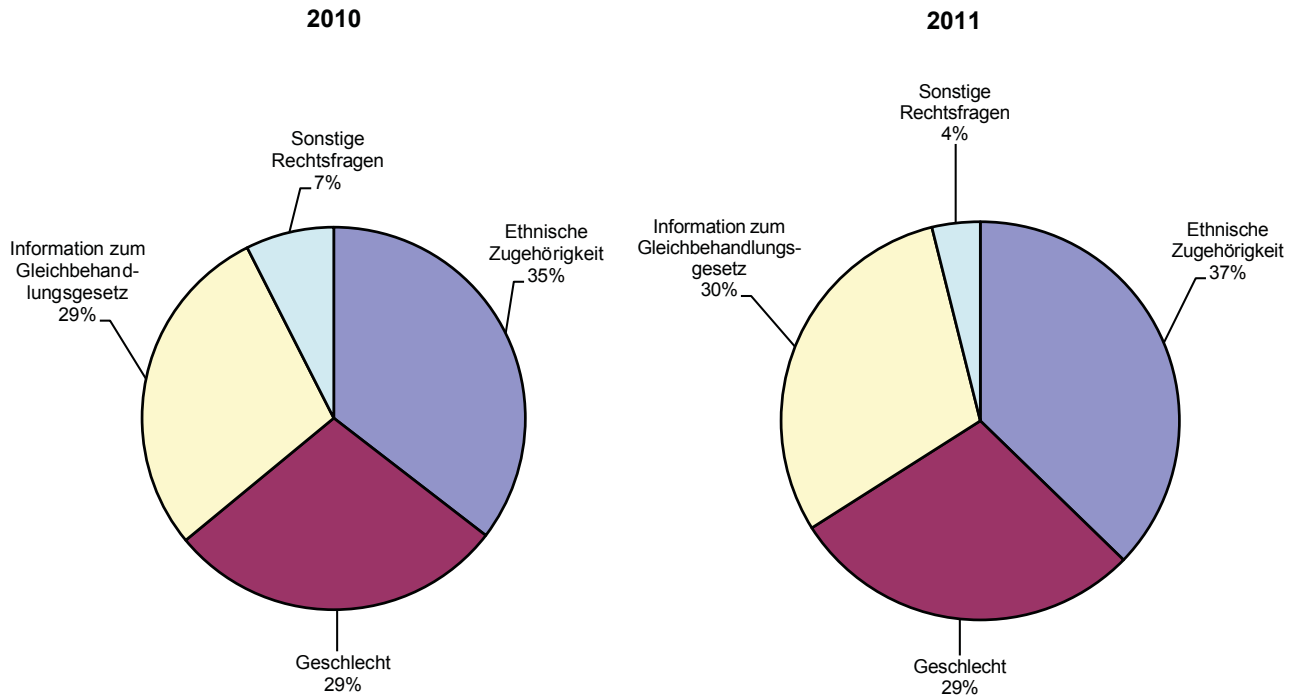 2010
Sonstige
Rechtsfragen
7%
Ethnische
Zugehörigkeit
35%
Information zum
Gleichbehand-
lungsgesetz
29%
Geschlecht
29%
2011
Sonstige
Rechtsfragen
4%
Ethnische
Zugehörigkeit
37%
Information zum
Gleichbehandlungs-
gesetz
30%
Geschlecht
29%